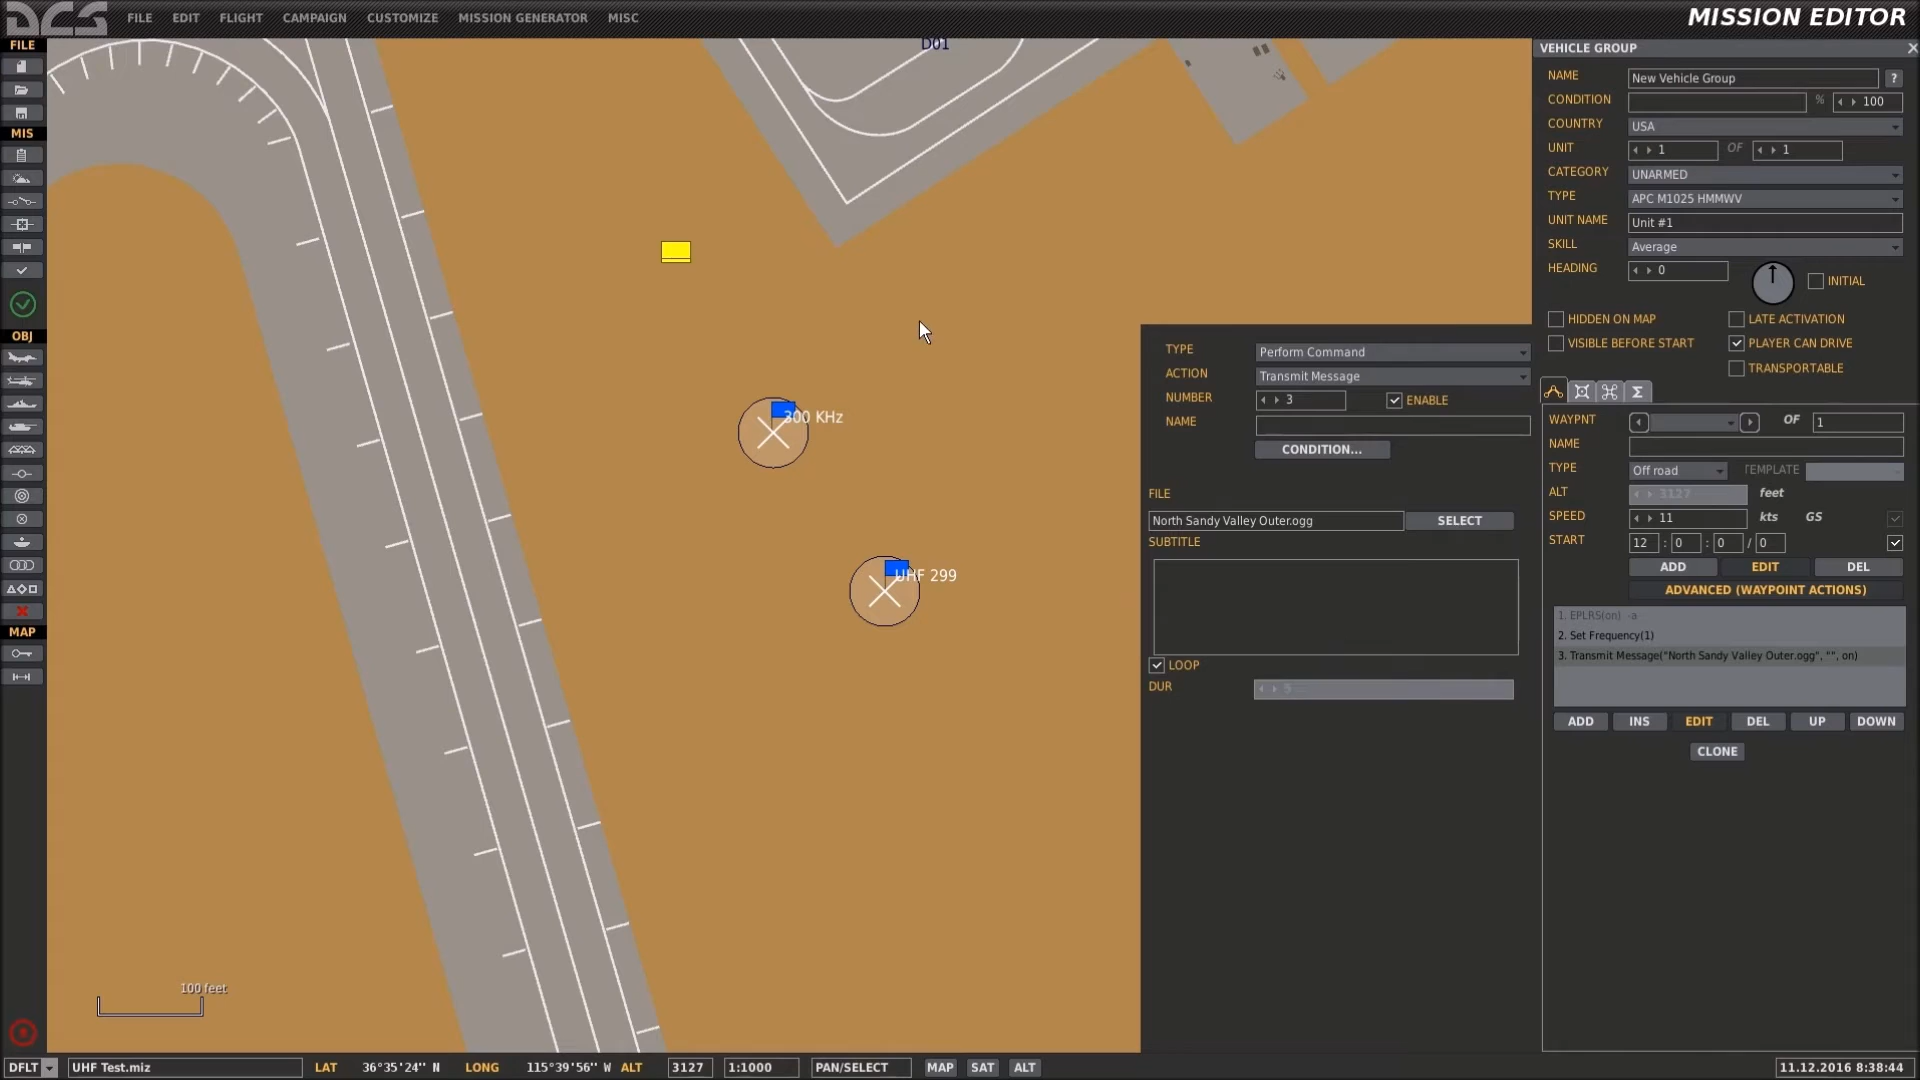 DCS
FILE EDIT FLIGHT CAMPAIGN CUSTOMIZE MISSION GENERATOR MISC
MISSION EDITOR
FILE
MIS
OBJ
MAP
D01
300 KHz
UHF 299
100 feet
TYPE Perform Command
ACTION Transmit Message
NUMBER 3 ENABLE
NAME
CONDITION...
FILE
North Sandy Valley Outer.ogg SELECT
SUBTITLE
LOOP
DUR 5
VEHICLE GROUP
NAME New Vehicle Group ?
CONDITION % 100
COUNTRY USA
UNIT 1 OF 1
CATEGORY UNARMED
TYPE APC M1025 HMMWV
UNIT NAME Unit #1
SKILL Average
HEADING 0 INITIAL
HIDDEN ON MAP LATE ACTIVATION
VISIBLE BEFORE START PLAYER CAN DRIVE
TRANSPORTABLE
WAYPNT OF 1
NAME
TYPE Off road TEMPLATE
ALT 3127 feet
SPEED 11 kts GS
START 12 : 0 : 0 / 0
ADD EDIT DEL
ADVANCED (WAYPOINT ACTIONS)
1. EPLRS(on) -a
2. Set Frequency(1)
3. Transmit Message("North Sandy Valley Outer.ogg", "", on)
ADD INS EDIT DEL UP DOWN
CLONE
DFLT UHF Test.miz LAT 36°35'24'' N LONG 115°39'56'' W ALT 3127 1:1000 PAN/SELECT MAP SAT ALT 11.12.2016 8:38:44